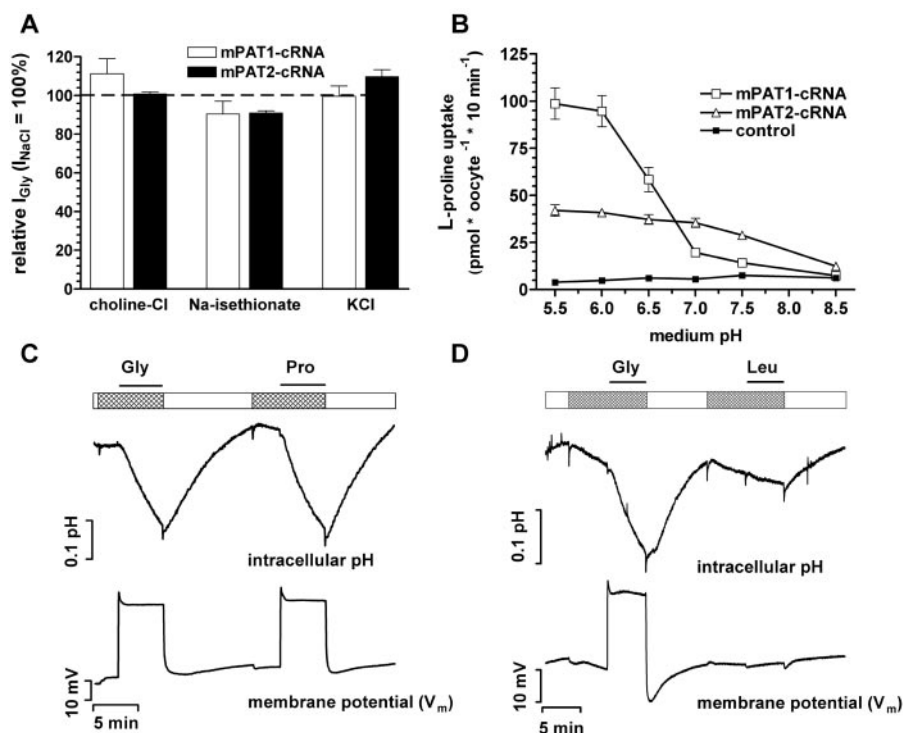 A
mPAT1-cRNA
mPAT2-cRNA
relative I_Gly (I_NaCl = 100%)
120
100
80
60
40
20
0
choline-Cl Na-isethionate KCl
B
L-proline uptake
(pmol * oocyte⁻¹ * 10 min⁻¹)
125
100
75
50
25
0
mPAT1-cRNA
mPAT2-cRNA
control
5.5 6.0 6.5 7.0 7.5 8.0 8.5
medium pH
C
Gly Pro
0.1 pH
intracellular pH
10 mV
membrane potential (Vₘ)
5 min
D
Gly Leu
0.1 pH
intracellular pH
10 mV
membrane potential (Vₘ)
5 min